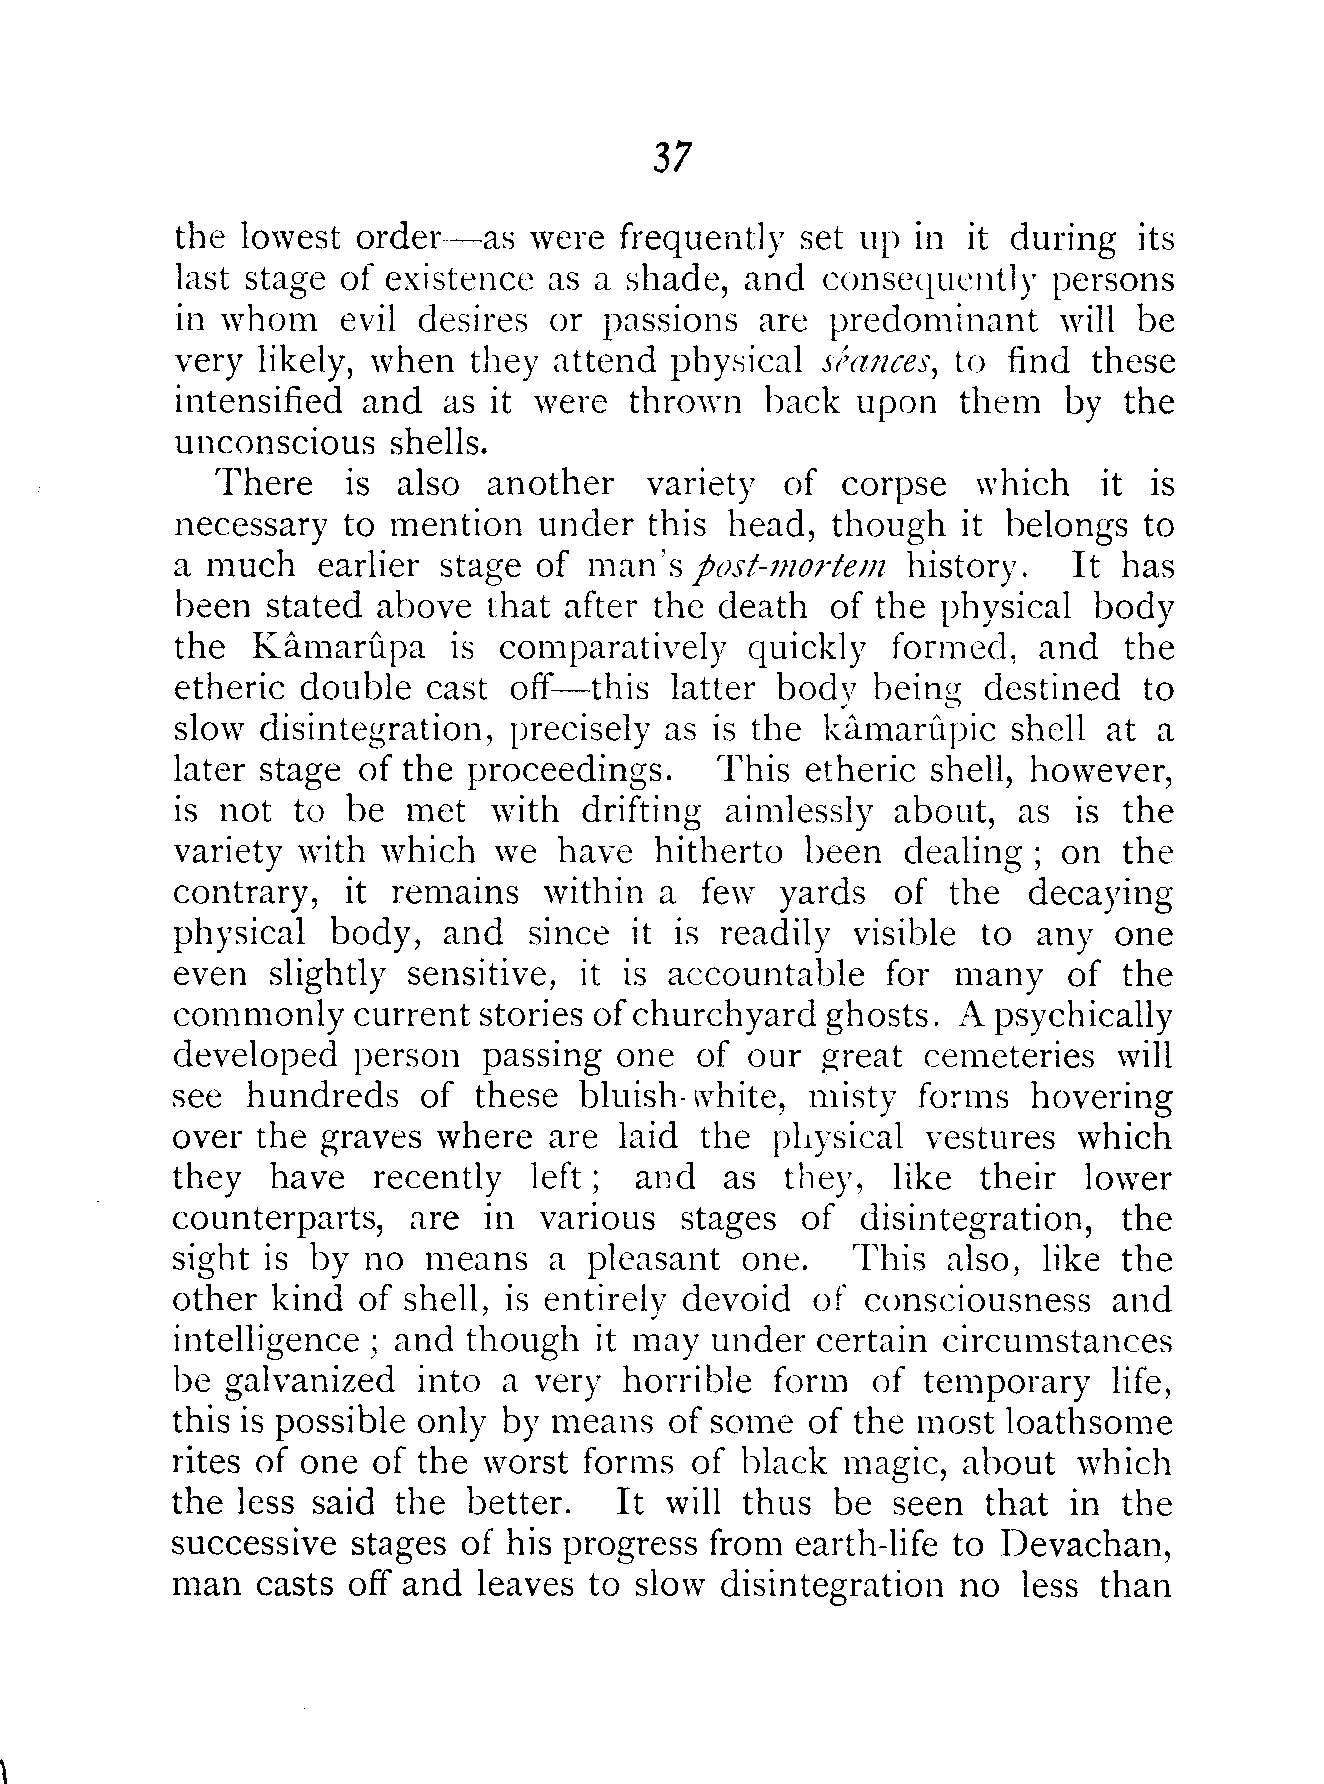 37
the lowest order—as were frequently set up in it during its
last stage of existence as a shade, and consequently persons
in whom evil desires or passions are predominant will be
very likely, when they attend physical séances, to find these
intensified and as it were thrown back upon them by the
unconscious shells.
There is also another variety of corpse which it is
necessary to mention under this head, though it belongs to
a much earlier stage of man's post-mortem history. It has
been stated above that after the death of the physical body
the Kâmarûpa is comparatively quickly formed, and the
etheric double cast off—this latter body being destined to
slow disintegration, precisely as is the kâmarûpic shell at a
later stage of the proceedings. This etheric shell, however,
is not to be met with drifting aimlessly about, as is the
variety with which we have hitherto been dealing ; on the
contrary, it remains within a few yards of the decaying
physical body, and since it is readily visible to any one
even slightly sensitive, it is accountable for many of the
commonly current stories of churchyard ghosts. A psychically
developed person passing one of our great cemeteries will
see hundreds of these bluish-white, misty forms hovering
over the graves where are laid the physical vestures which
they have recently left ; and as they, like their lower
counterparts, are in various stages of disintegration, the
sight is by no means a pleasant one. This also, like the
other kind of shell, is entirely devoid of consciousness and
intelligence ; and though it may under certain circumstances
be galvanized into a very horrible form of temporary life,
this is possible only by means of some of the most loathsome
rites of one of the worst forms of black magic, about which
the less said the better. It will thus be seen that in the
successive stages of his progress from earth-life to Devachan,
man casts off and leaves to slow disintegration no less than